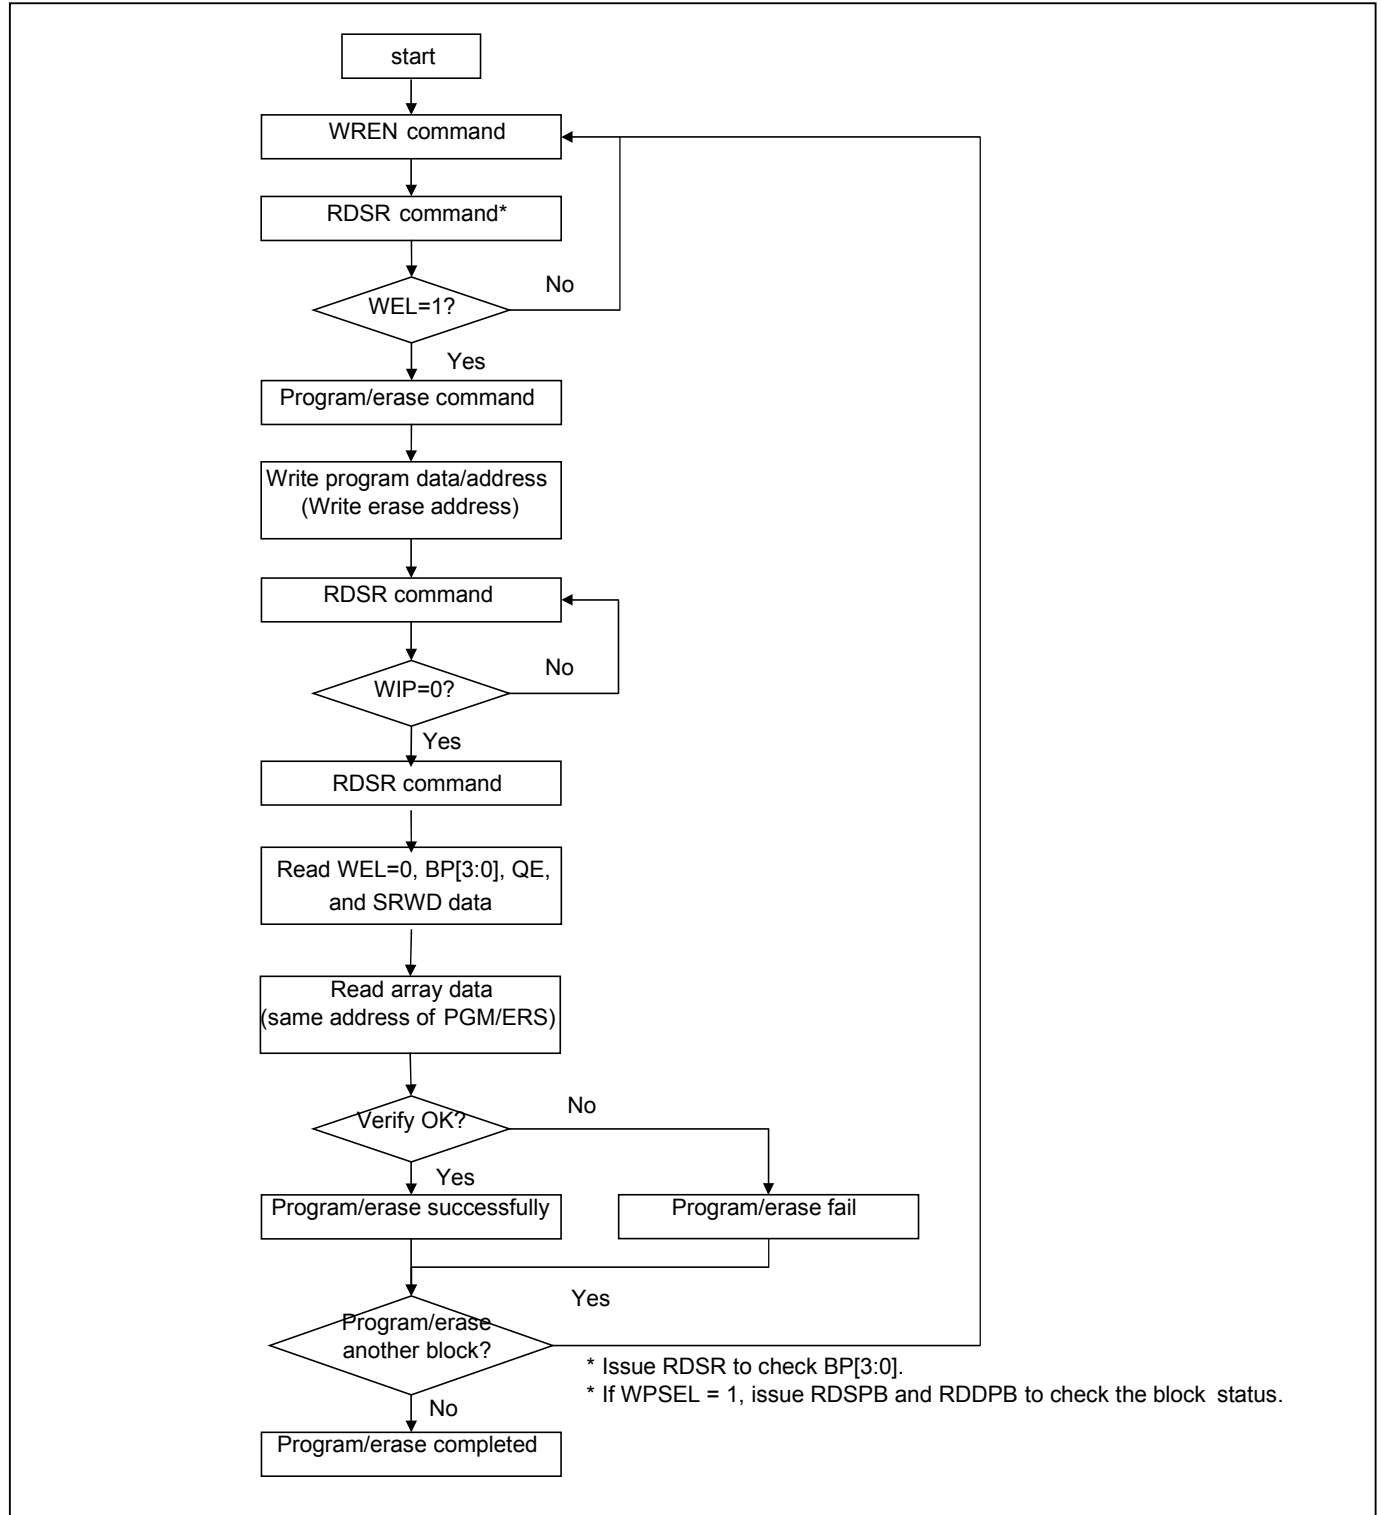 start
WREN command
RDSR command*
WEL=1?
No
Yes
Program/erase command
Write program data/address
(Write erase address)
RDSR command
WIP=0?
No
Yes
RDSR command
Read WEL=0, BP[3:0], QE,
and SRWD data
Read array data
(same address of PGM/ERS)
Verify OK?
No
Yes
Program/erase successfully
Program/erase fail
Yes
Program/erase
another block?
* Issue RDSR to check BP[3:0].
* If WPSEL = 1, issue RDSPB and RDDPB to check the block status.
No
Program/erase completed